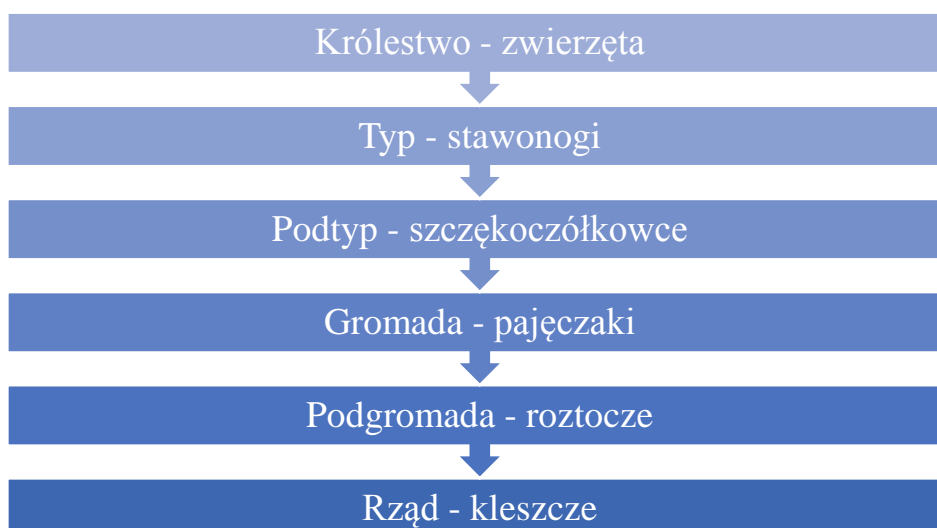 Królestwo - zwierzęta
Typ - stawonogi
Podtyp - szczękoczółkowce
Gromada - pajęczaki
Podgromada - roztocze
Rząd - kleszcze